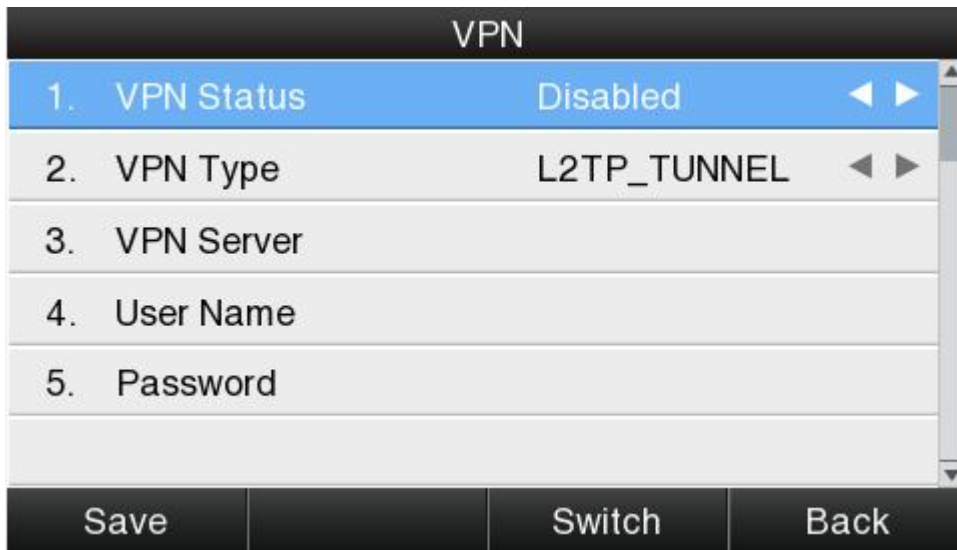 VPN
1. VPN Status Disabled
2. VPN Type L2TP_TUNNEL
3. VPN Server
4. User Name
5. Password
Save Switch Back